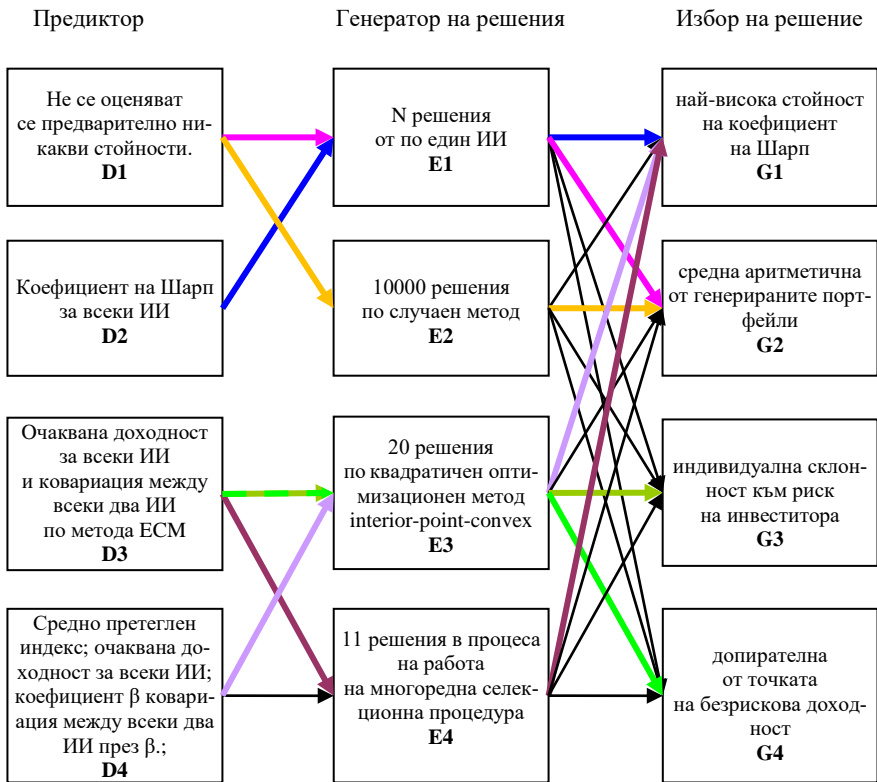 Предиктор
Генератор на решения
Избор на решение
Не се оценяват
се предварително ни-
какви стойности.
D1
N решения
от по един ИИ
E1
най-висока стойност
на коефициент
на Шарп
G1
Коефициент на Шарп
за всеки ИИ
D2
10000 решения
по случаен метод
E2
средна аритметична
от генерираните порт-
фейли
G2
Очаквана доходност
за всеки ИИ
и ковариация между
всеки два ИИ
по метода ECM
D3
20 решения
по квадратичен опти-
мизационен метод
interior-point-convex
E3
индивидуална склон-
ност към риск
на инвеститора
G3
Средно претеглен
индекс; очаквана до-
ходност за всеки ИИ;
коефициент β ковари-
ация между всеки два
ИИ през β.;
D4
11 решения в процеса
на работа
на многоредна селек-
ционна процедура
E4
допирателна
от точката
на безрискова доход-
ност
G4